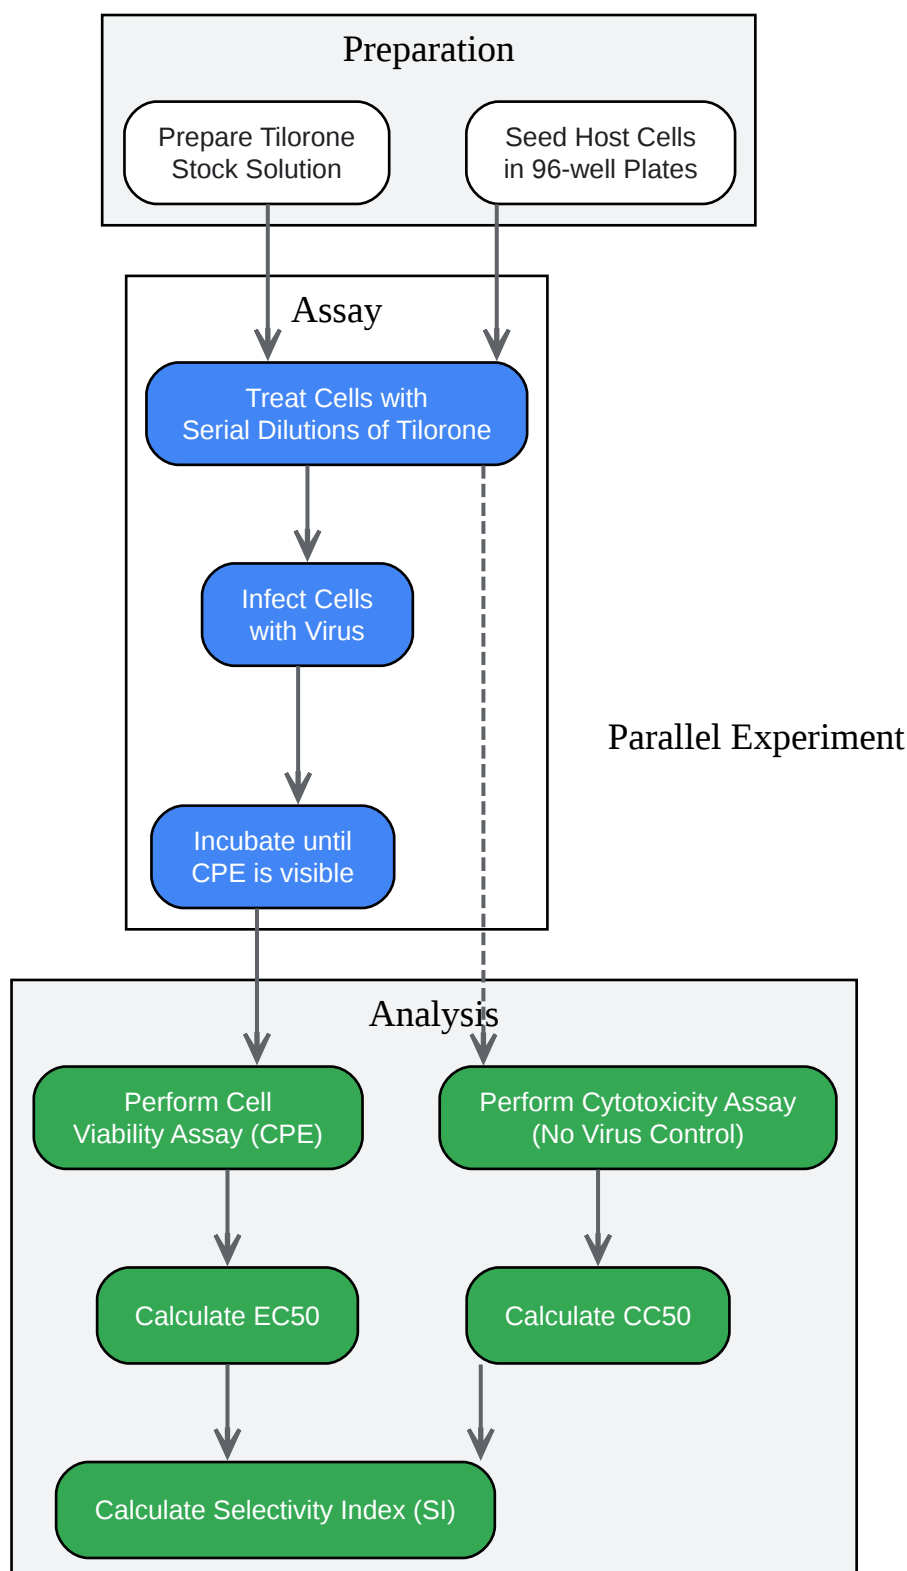 Preparation
Prepare Tilorone
Stock Solution
Seed Host Cells
in 96-well Plates
Assay
Treat Cells with
Serial Dilutions of Tilorone
Infect Cells
with Virus
Parallel Experiment
Incubate until
CPE is visible
Analysis
Perform Cell
Viability Assay (CPE)
Perform Cytotoxicity Assay
(No Virus Control)
Calculate EC50
Calculate CC50
Calculate Selectivity Index (SI)